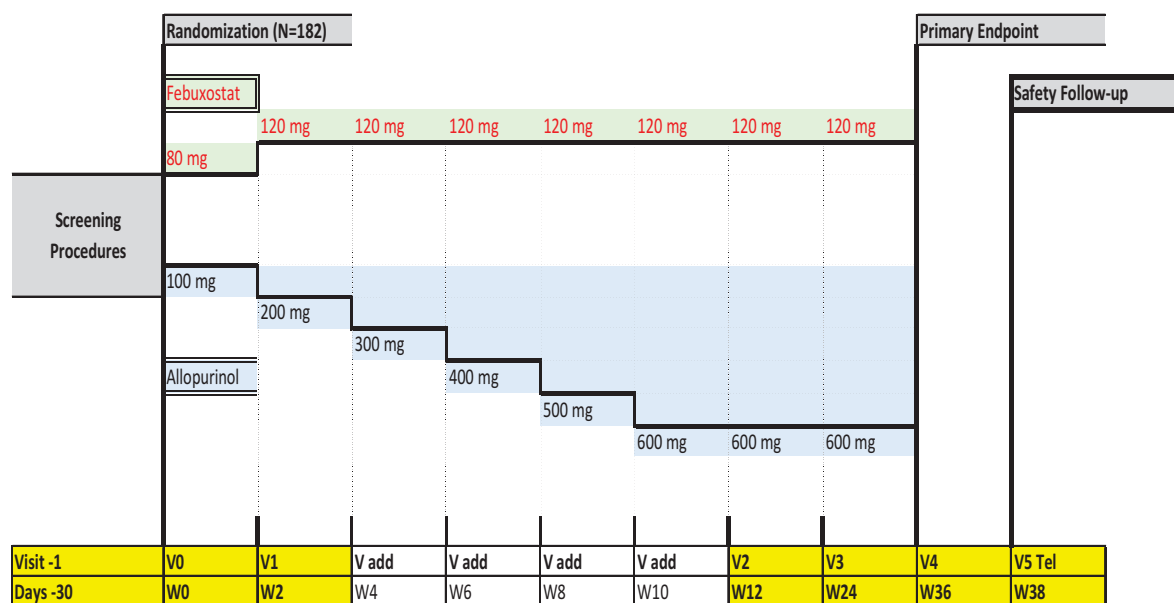 Randomization (N=182)
Primary Endpoint
Febuxostat
Safety Follow-up
120 mg 120 mg 120 mg 120 mg 120 mg 120 mg 120 mg
80 mg
Screening
Procedures
100 mg
200 mg
300 mg
Allopurinol
400 mg
500 mg
600 mg 600 mg 600 mg
Visit -1 V0 V1 V add V add V add V add V2 V3 V4 V5 Tel
Days -30 W0 W2 W4 W6 W8 W10 W12 W24 W36 W38